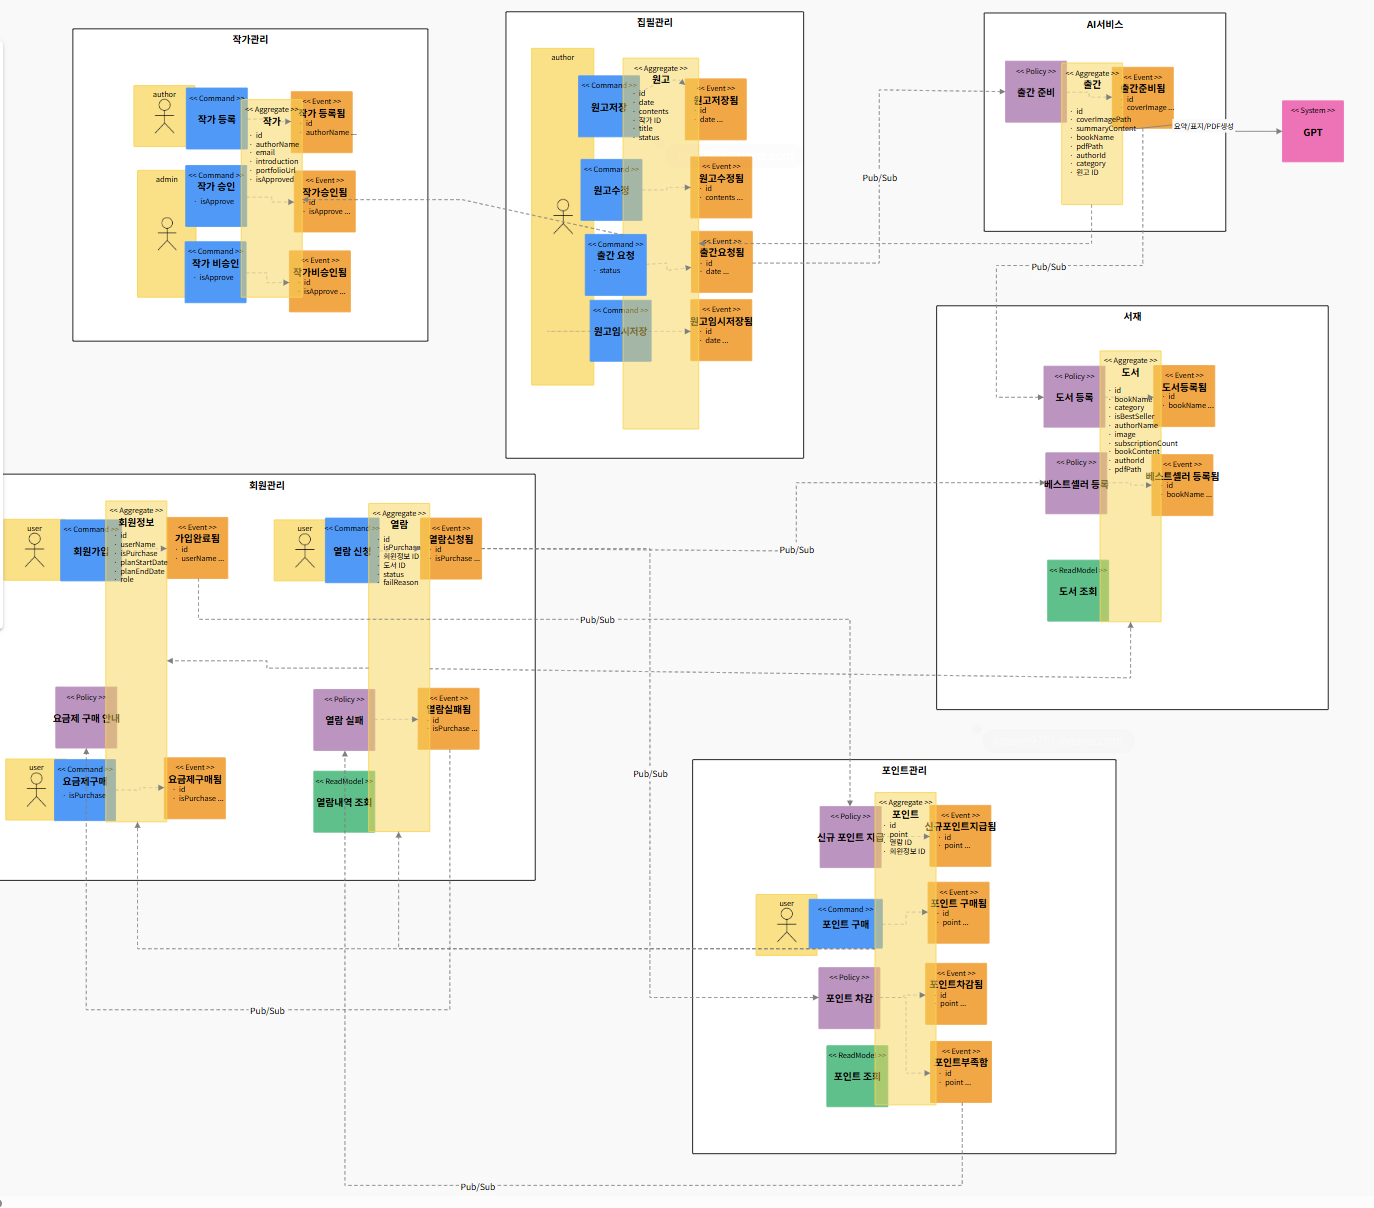 작가관리
author
<< Command >>
작가 등록
<< Aggregate >>
작가
· id
· authorName
· email
· introduction
· portfolioUrl
· isApproved
<< Event >>
작가 등록됨
· id
· authorName ...
admin
<< Command >>
작가 승인
· isApprove
<< Event >>
작가승인됨
· id
· isApprove ...
<< Command >>
작가 비승인
· isApprove
<< Event >>
작가비승인됨
· id
· isApprove ...
집필관리
author
<< Command >>
원고저장
<< Aggregate >>
원고
· id
· date
· contents
· 작가 ID
· title
· status
<< Event >>
원고저장됨
· id
· date ...
<< Command >>
원고수정
<< Event >>
원고수정됨
· id
· contents ...
<< Command >>
출간 요청
· status
<< Event >>
출간요청됨
· id
· date ...
<< Command >>
원고임시저장
<< Event >>
원고임시저장됨
· id
· date ...
Pub/Sub
AI서비스
<< Policy >>
출간 준비
<< Aggregate >>
출간
· id
· coverImagePath
· summaryContent
· bookName
· pdfPath
· authorId
· category
· 원고 ID
<< Event >>
출간준비됨
· id
· coverImage ...
요약/표지/PDF생성
<< System >>
GPT
Pub/Sub
서재
<< Policy >>
도서 등록
<< Aggregate >>
도서
· id
· bookName
· category
· isBestSeller
· authorName
· image
· subscriptionCount
· bookContent
· authorId
· pdfPath
<< Event >>
도서등록됨
· id
· bookName ...
<< Policy >>
베스트셀러 등록
<< Event >>
베스트셀러 등록됨
· id
· bookName ...
<< ReadModel >>
도서 조회
Pub/Sub
회원관리
user
<< Command >>
회원가입
<< Aggregate >>
회원정보
· id
· userName
· isPurchase
· planStartDate
· planEndDate
· role
<< Event >>
가입완료됨
· id
· userName ...
user
<< Command >>
열람 신청
<< Aggregate >>
열람
· id
· isPurchase
· 회원정보 ID
· 도서 ID
· status
· failReason
<< Event >>
열람신청됨
· id
· isPurchase ...
Pub/Sub
<< Policy >>
요금제 구매 안내
user
<< Command >>
요금제구매
· isPurchase
<< Event >>
요금제구매됨
· id
· isPurchase ...
<< Policy >>
열람 실패
<< Event >>
열람실패됨
· id
· isPurchase ...
<< ReadModel >>
열람내역 조회
Pub/Sub
포인트관리
<< Policy >>
신규 포인트 지급
<< Aggregate >>
포인트
· id
· point
· 열람 ID
· 회원정보 ID
<< Event >>
신규포인트지급됨
· id
· point ...
user
<< Command >>
포인트 구매
<< Event >>
포인트 구매됨
· id
· point ...
<< Policy >>
포인트 차감
<< Event >>
포인트차감됨
· id
· point ...
<< ReadModel >>
포인트 조회
<< Event >>
포인트부족함
· id
· point ...
Pub/Sub
Pub/Sub